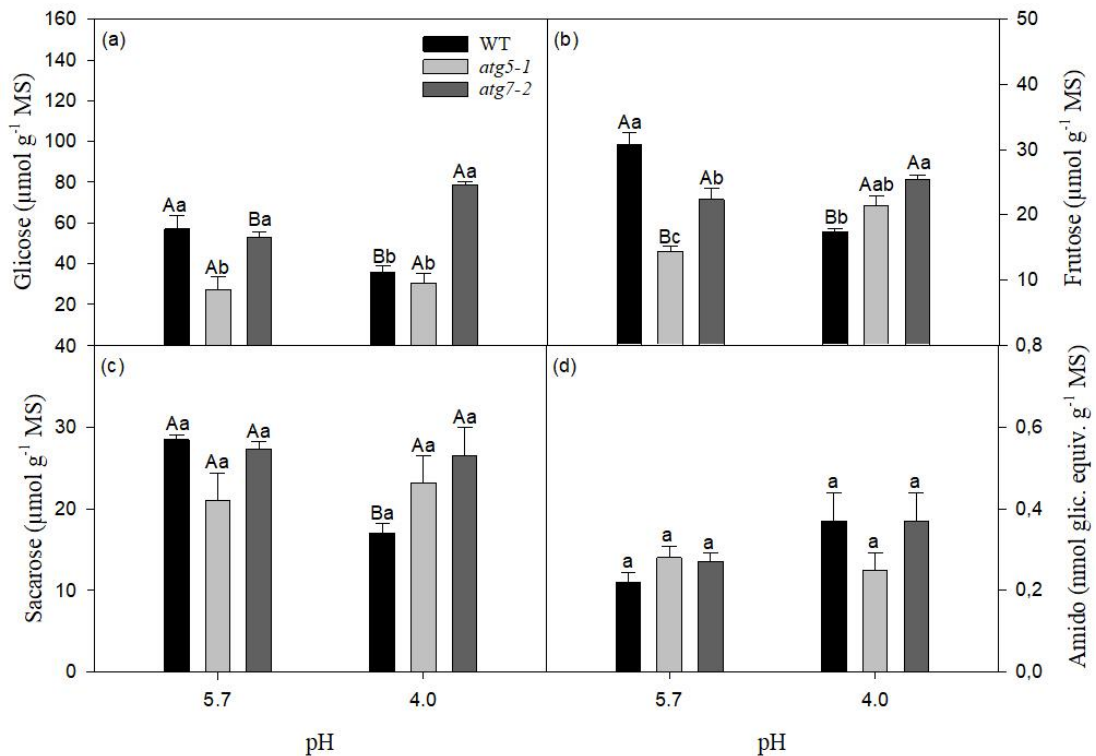 (a)
WT
atg5-1
atg7-2
Glicose (µmol g⁻¹ MS)
160
140
120
100
80
60
40
20
40
Aa
Ab
Ba
Bb
Ab
Aa
(b)
Frutose (µmol g⁻¹ MS)
50
40
30
20
10
0,8
Aa
Bc
Ab
Bb
Aab
Aa
(c)
Sacarose (µmol g⁻¹ MS)
30
20
10
0
Aa
Aa
Aa
Ba
Aa
Aa
5.7
4.0
pH
(d)
Amido (nmol glic. equiv. g⁻¹ MS)
0,6
0,4
0,2
0,0
a
a
a
a
a
a
5.7
4.0
pH